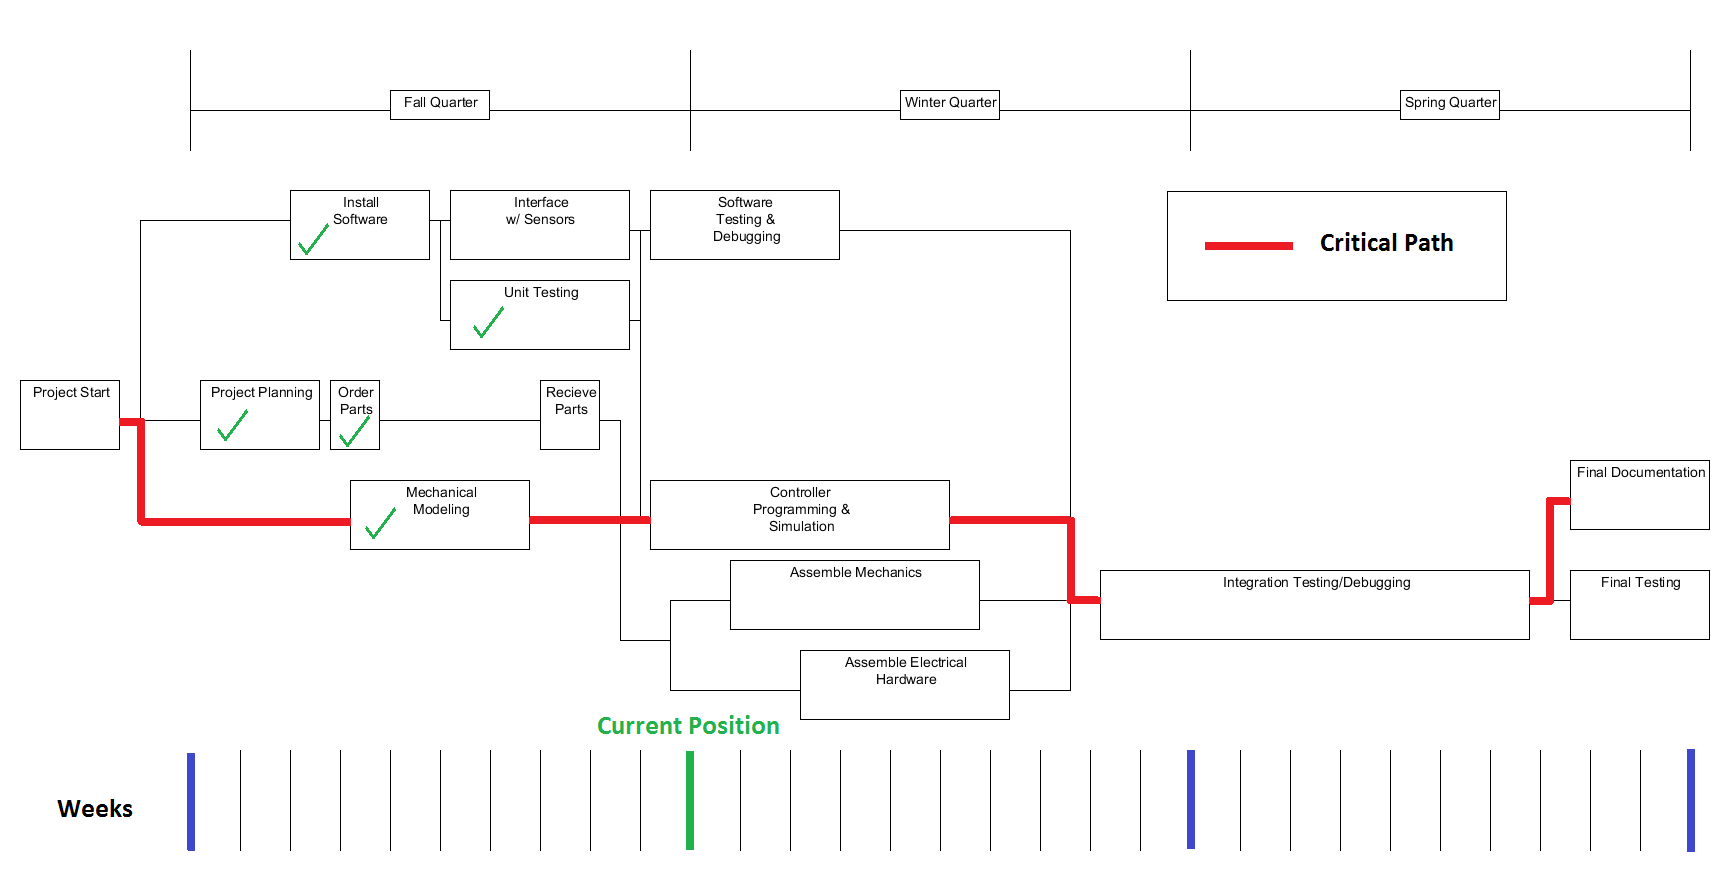 Fall Quarter
Winter Quarter
Spring Quarter
Install
Software
Interface
w/ Sensors
Software
Testing &
Debugging
Critical Path
Unit Testing
Project Start
Project Planning
Order
Parts
Recieve
Parts
Mechanical
Modeling
Controller
Programming &
Simulation
Final Documentation
Assemble Mechanics
Integration Testing/Debugging
Final Testing
Assemble Electrical
Hardware
Current Position
Weeks